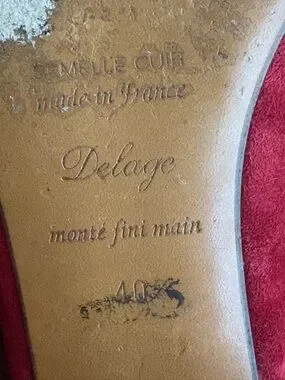 SEMELLE CUIR
made in France
Delage
monté fini main
40